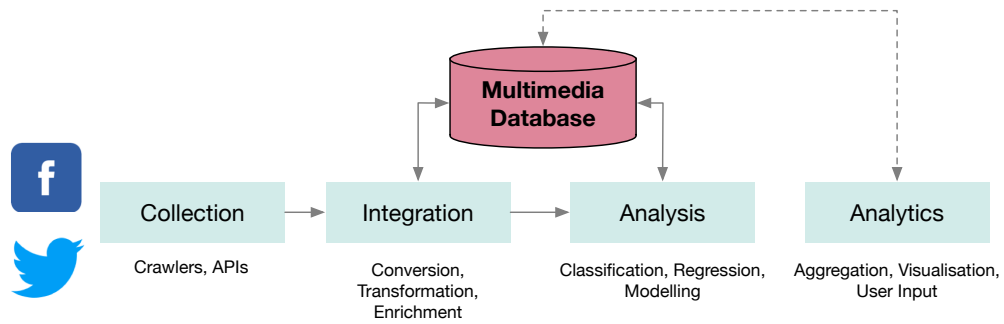 Multimedia
Database
f
Collection
Integration
Analysis
Analytics
Crawlers, APIs
Conversion,
Transformation,
Enrichment
Classification, Regression,
Modelling
Aggregation, Visualisation,
User Input